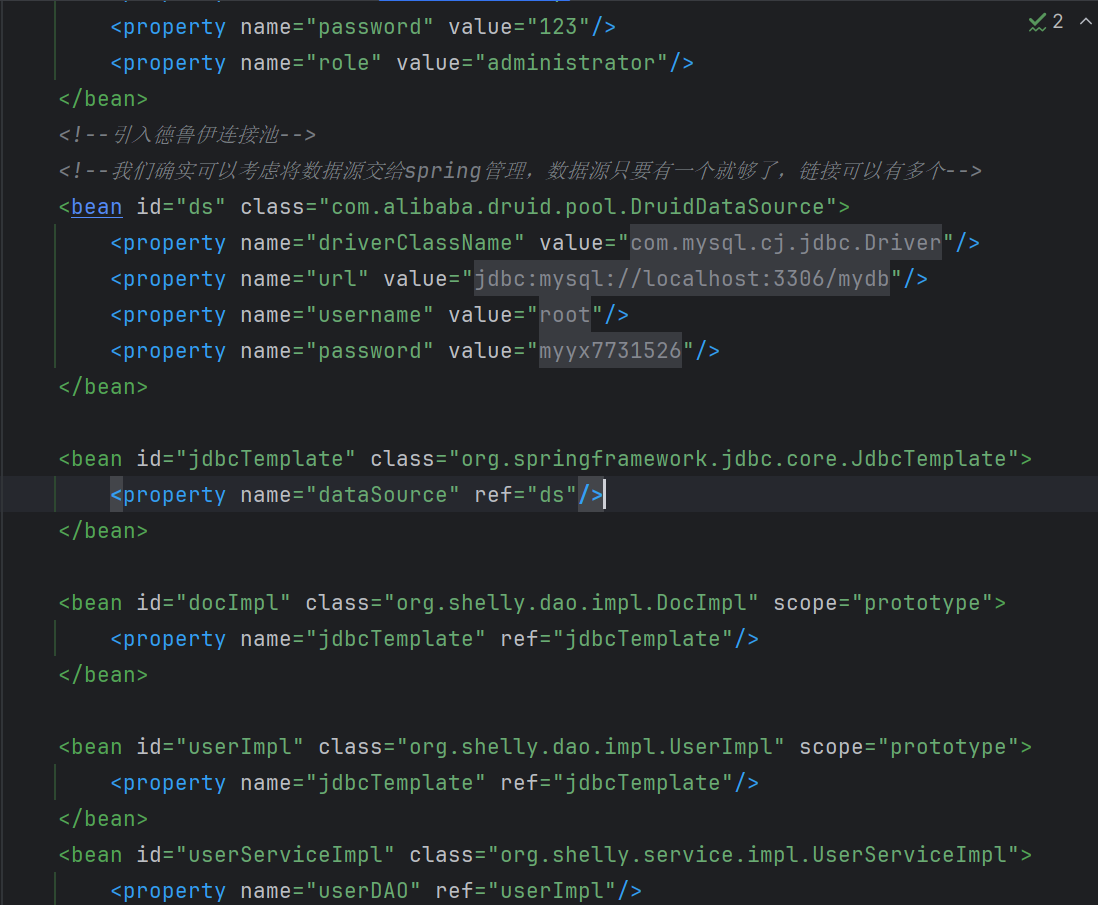 <property name="password" value="123"/>
<property name="role" value="administrator"/>
</bean>
<!--引入德鲁伊连接池-->
<!--我们确实可以考虑将数据源交给spring管理，数据源只要有一个就够了，链接可以有多个-->
<bean id="ds" class="com.alibaba.druid.pool.DruidDataSource">
<property name="driverClassName" value="com.mysql.cj.jdbc.Driver"/>
<property name="url" value="jdbc:mysql://localhost:3306/mydb"/>
<property name="username" value="root"/>
<property name="password" value="myyx7731526"/>
</bean>
<bean id="jdbcTemplate" class="org.springframework.jdbc.core.JdbcTemplate">
<property name="dataSource" ref="ds"/>
</bean>
<bean id="docImpl" class="org.shelly.dao.impl.DocImpl" scope="prototype">
<property name="jdbcTemplate" ref="jdbcTemplate"/>
</bean>
<bean id="userImpl" class="org.shelly.dao.impl.UserImpl" scope="prototype">
<property name="jdbcTemplate" ref="jdbcTemplate"/>
</bean>
<bean id="userServiceImpl" class="org.shelly.service.impl.UserServiceImpl">
<property name="userDAO" ref="userImpl"/>
2